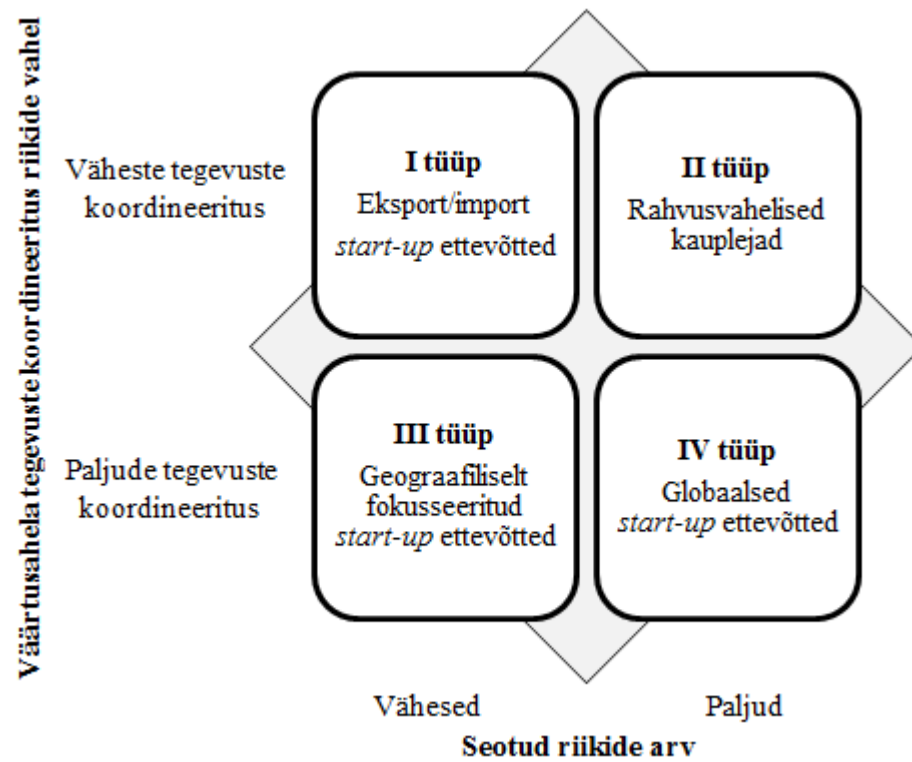 Väärtusahela tegevuste koordineeritus riikide vahel
Väheste tegevuste
koordineeritus
I tüüp
Eksport/import
start-up ettevõtted
II tüüp
Rahvusvahelised
kauplejad
Paljude tegevuste
koordineeritus
III tüüp
Geograafiliselt
fokusseeritud
start-up ettevõtted
IV tüüp
Globaalsed
start-up ettevõtted
Vähesed
Paljud
Seotud riikide arv